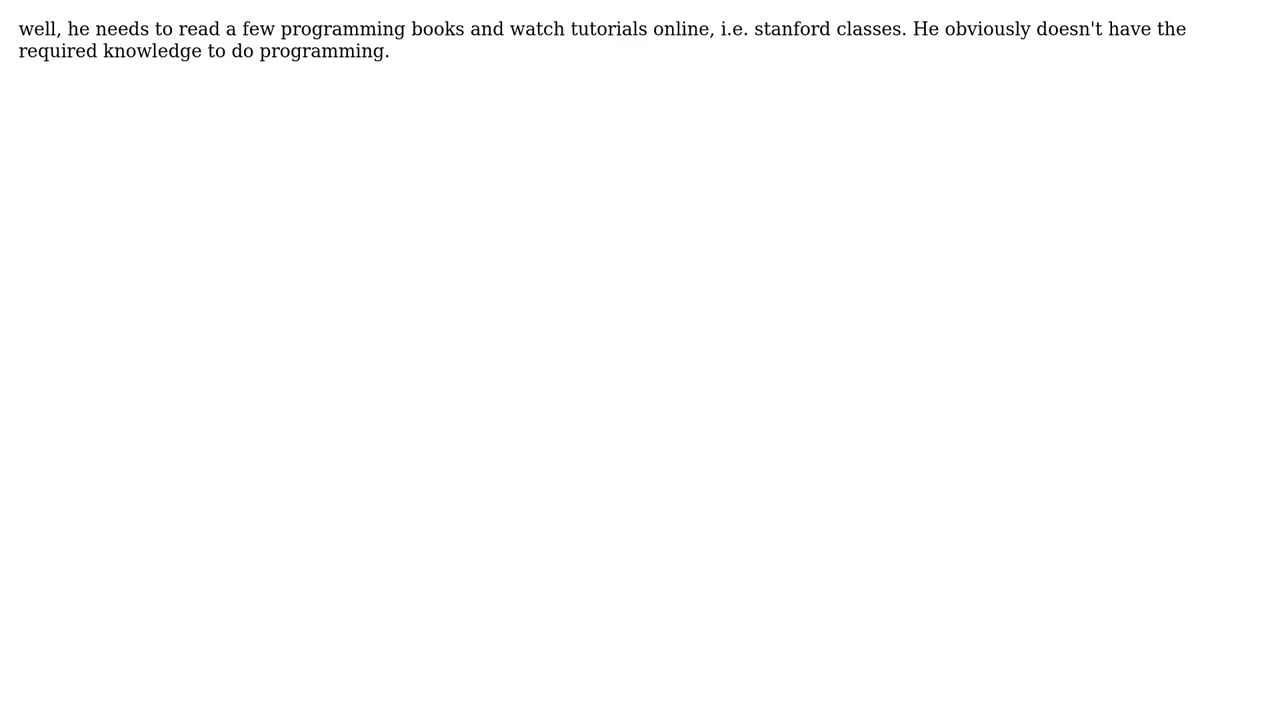 well, he needs to read a few programming books and watch tutorials online, i.e. stanford classes. He obviously doesn't have the
required knowledge to do programming.